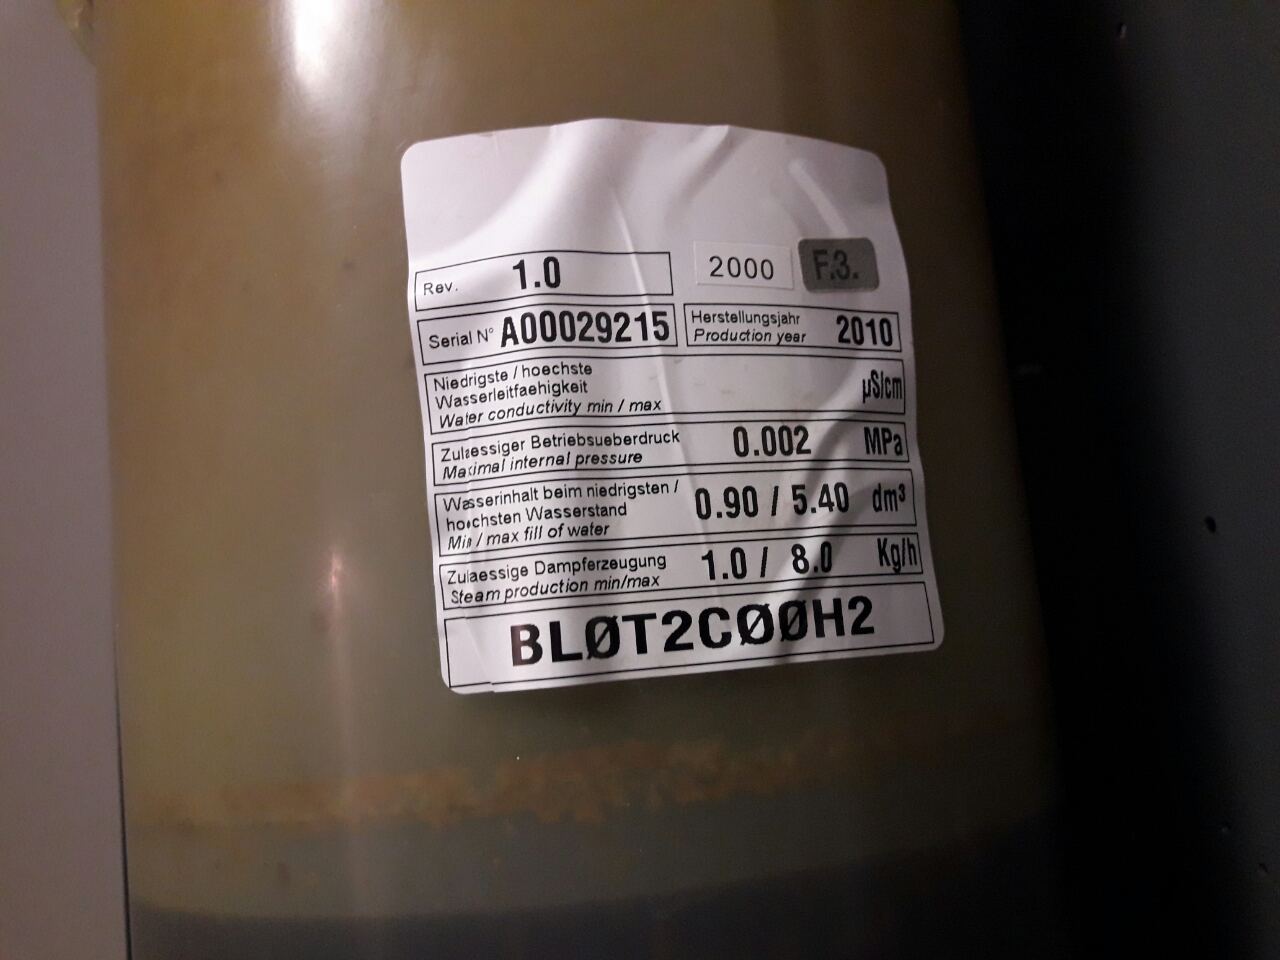 Rev. 1.0 2000 F.3.
Serial N° A00029215 Herstellungsjahr
Production year 2010
Niedrigste / hoechste
Wasserleitfaehigkeit
Water conductivity min / max µS/cm
Zulaessiger Betriebsueberdruck
Maximal internal pressure 0.002 MPa
Wasserinhalt beim niedrigsten /
hoechsten Wasserstand
Min / max fill of water 0.90 / 5.40 dm³
Zulaessige Dampferzeugung
Steam production min/max 1.0 / 8.0 Kg/h
BLØT2CØØH2